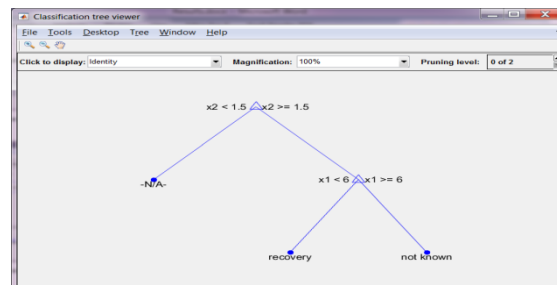 Classification tree viewer
File Tools Desktop Tree Window Help
Click to display: Identity Magnification: 100% Pruning level: 0 of 2
x2 < 1.5 x2 >= 1.5
-N/A-
x1 < 6 x1 >= 6
recovery not known